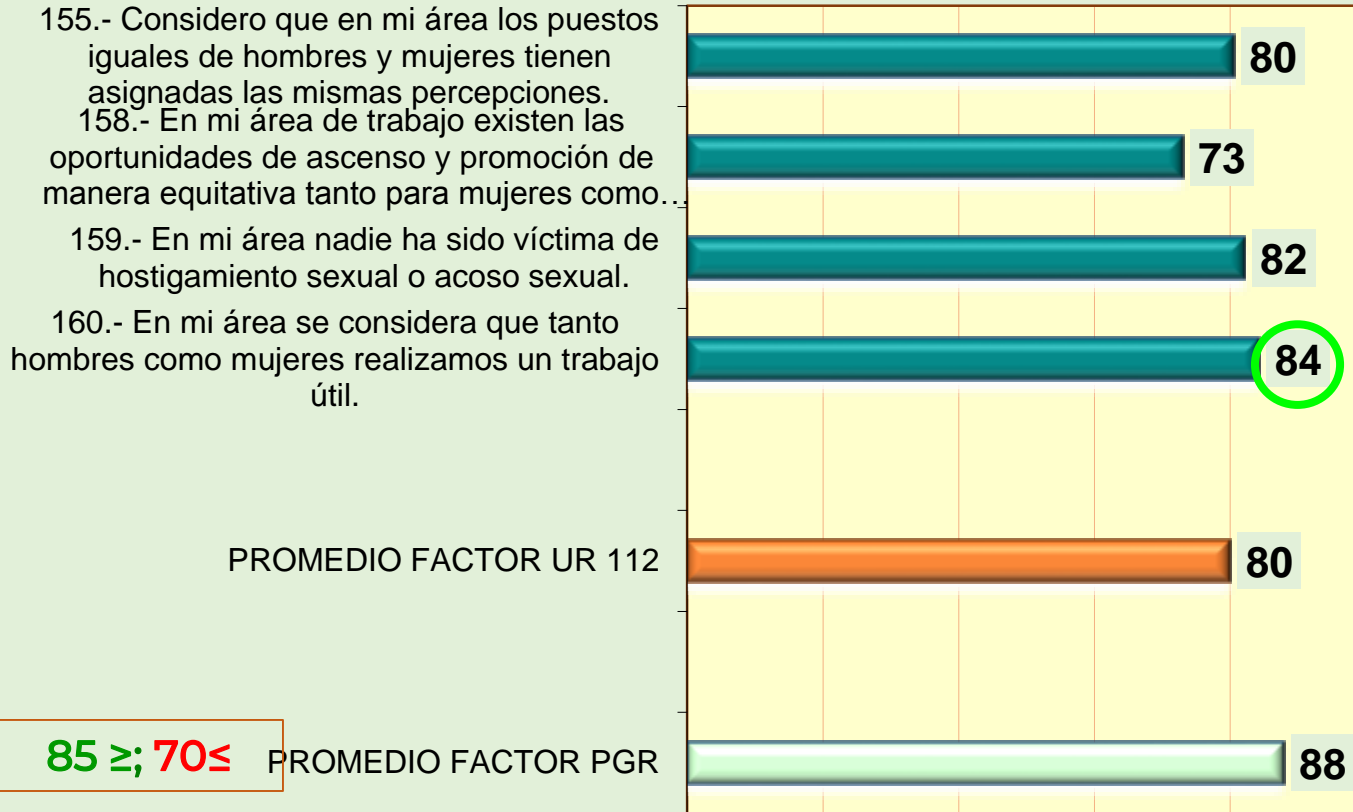 155.- Considero que en mi área los puestos
iguales de hombres y mujeres tienen
asignadas las mismas percepciones.
80
158.- En mi área de trabajo existen las
oportunidades de ascenso y promoción de
manera equitativa tanto para mujeres como…
73
159.- En mi área nadie ha sido víctima de
hostigamiento sexual o acoso sexual.
82
160.- En mi área se considera que tanto
hombres como mujeres realizamos un trabajo
útil.
84
PROMEDIO FACTOR UR 112
80
85 ≥; 70≤
PROMEDIO FACTOR PGR
88